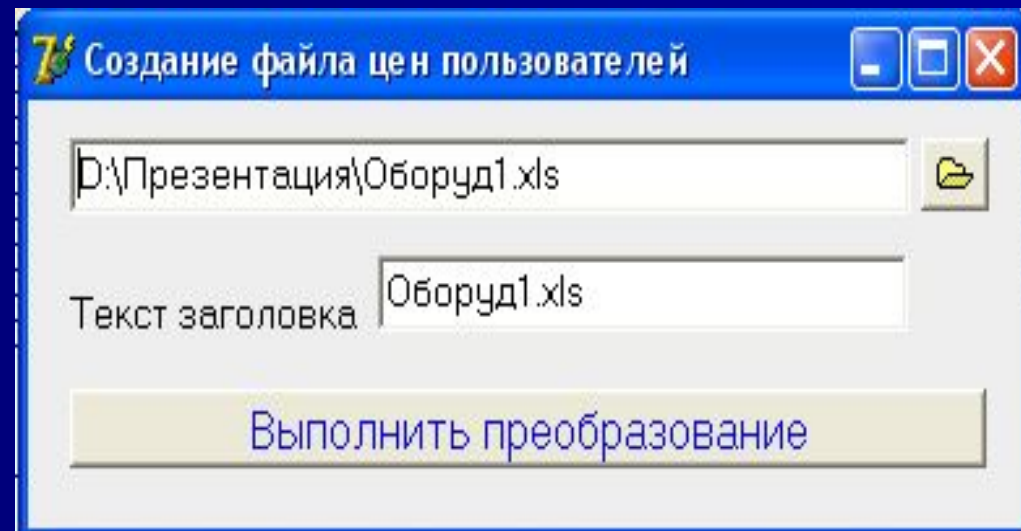 Создание файла цен пользователей
D:\Презентация\Оборуд1.xls
Текст заголовка Оборуд1.xls
Выполнить преобразование